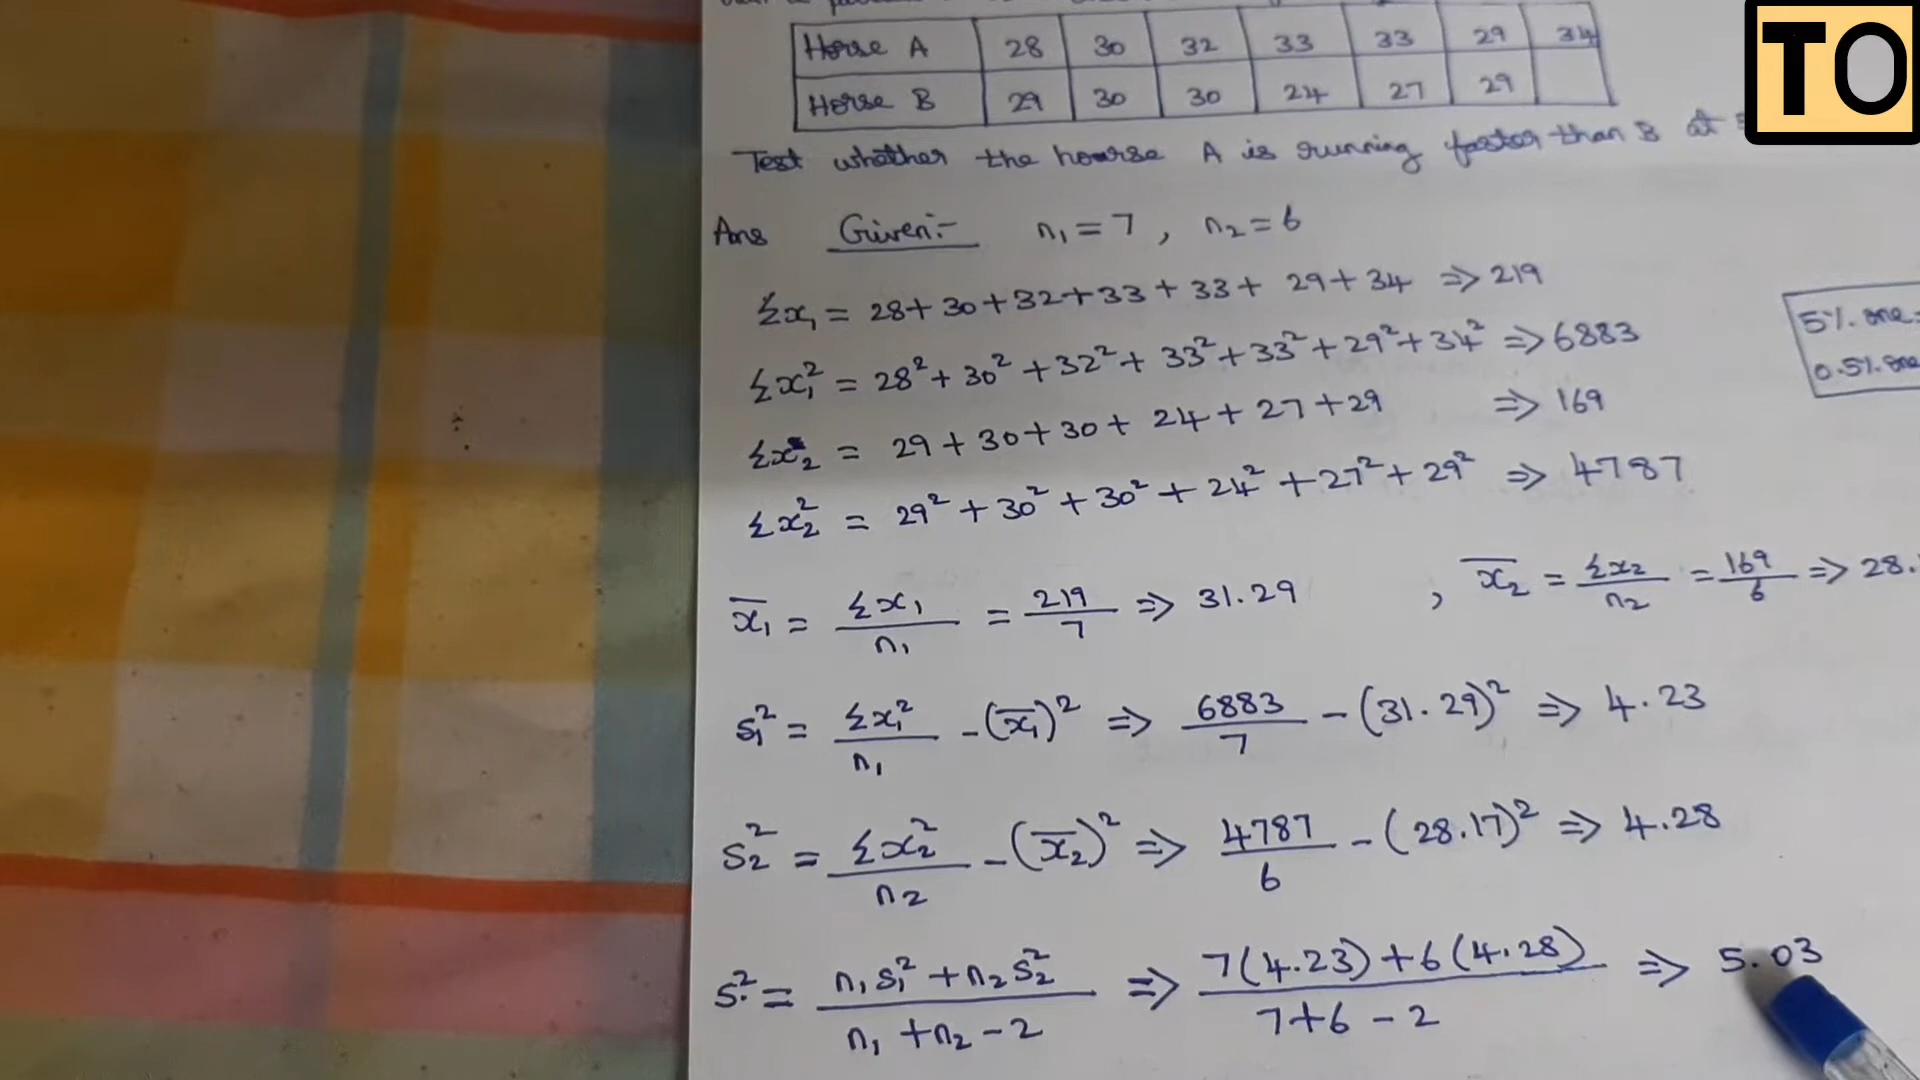 TO
Horse A 28 30 32 33 33 29 34
Horse B 29 30 30 24 27 29
Test whether the hourse A is running faster than B at
Ans Given:- n₁ = 7 , n₂ = 6
Σx₁ = 28+30+32+33+33+29+34 ⇒ 219
Σx₁² = 28²+30²+32²+33²+33²+29²+34² ⇒ 6883
5%. one
0.5%. one
Σx₂ = 29+30+30+24+27+29 ⇒ 169
Σx₂² = 29²+30²+30²+24²+27²+29² ⇒ 4787
x̄₁ = Σx₁/n₁ = 219/7 ⇒ 31.29 , x̄₂ = Σx₂/n₂ = 169/6 ⇒ 28.
s₁² = Σx₁²/n₁ - (x̄₁)² ⇒ 6883/7 - (31.29)² ⇒ 4.23
s₂² = Σx₂²/n₂ - (x̄₂)² ⇒ 4787/6 - (28.17)² ⇒ 4.28
s² = n₁s₁² + n₂s₂²/n₁ + n₂ - 2 ⇒ 7(4.23)+6(4.28)/7+6-2 ⇒ 5.03